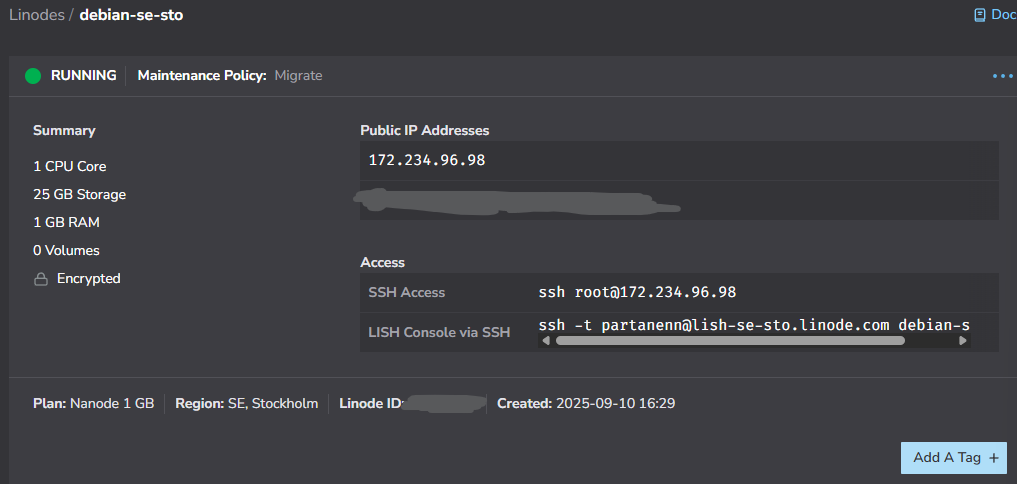 Linodes / debian-se-sto
Doc
RUNNING Maintenance Policy: Migrate
Summary
1 CPU Core
25 GB Storage
1 GB RAM
0 Volumes
Encrypted
Public IP Addresses
172.234.96.98
Access
SSH Access ssh root@172.234.96.98
LISH Console via SSH ssh -t partanenn@lish-se-sto.linode.com debian-s
Plan: Nanode 1 GB Region: SE, Stockholm Linode ID: Created: 2025-09-10 16:29
Add A Tag +